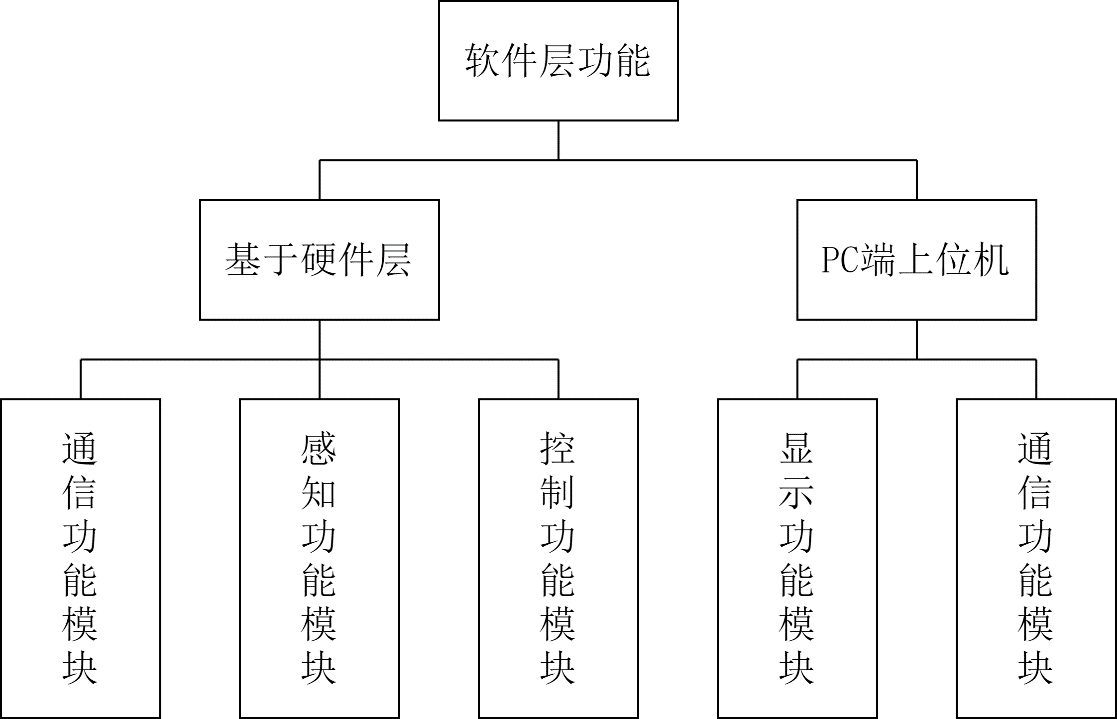 软件层功能
基于硬件层
PC端上位机
通信功能模块
感知功能模块
控制功能模块
显示功能模块
通信功能模块